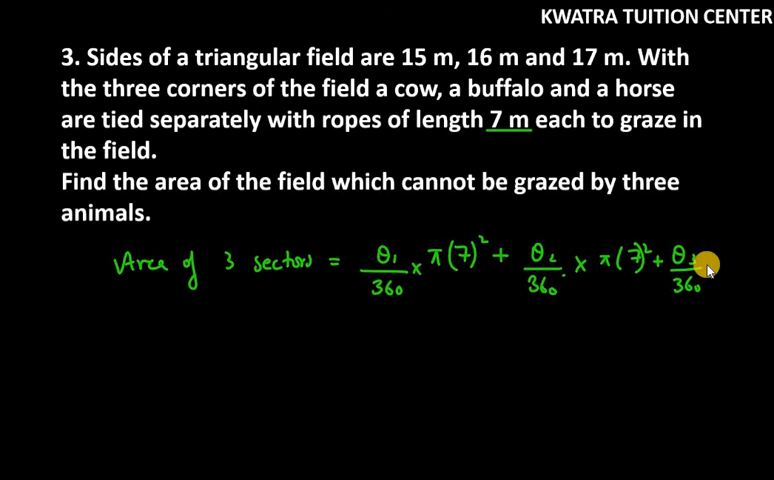 KWATRA TUITION CENTER
3. Sides of a triangular field are 15 m, 16 m and 17 m. With
the three corners of the field a cow, a buffalo and a horse
are tied separately with ropes of length 7 m each to graze in
the field.
Find the area of the field which cannot be grazed by three
animals.
Area of 3 sectors = θ₁/360 × π(7)² + θ₂/360 × π(7)² + θ₃/360